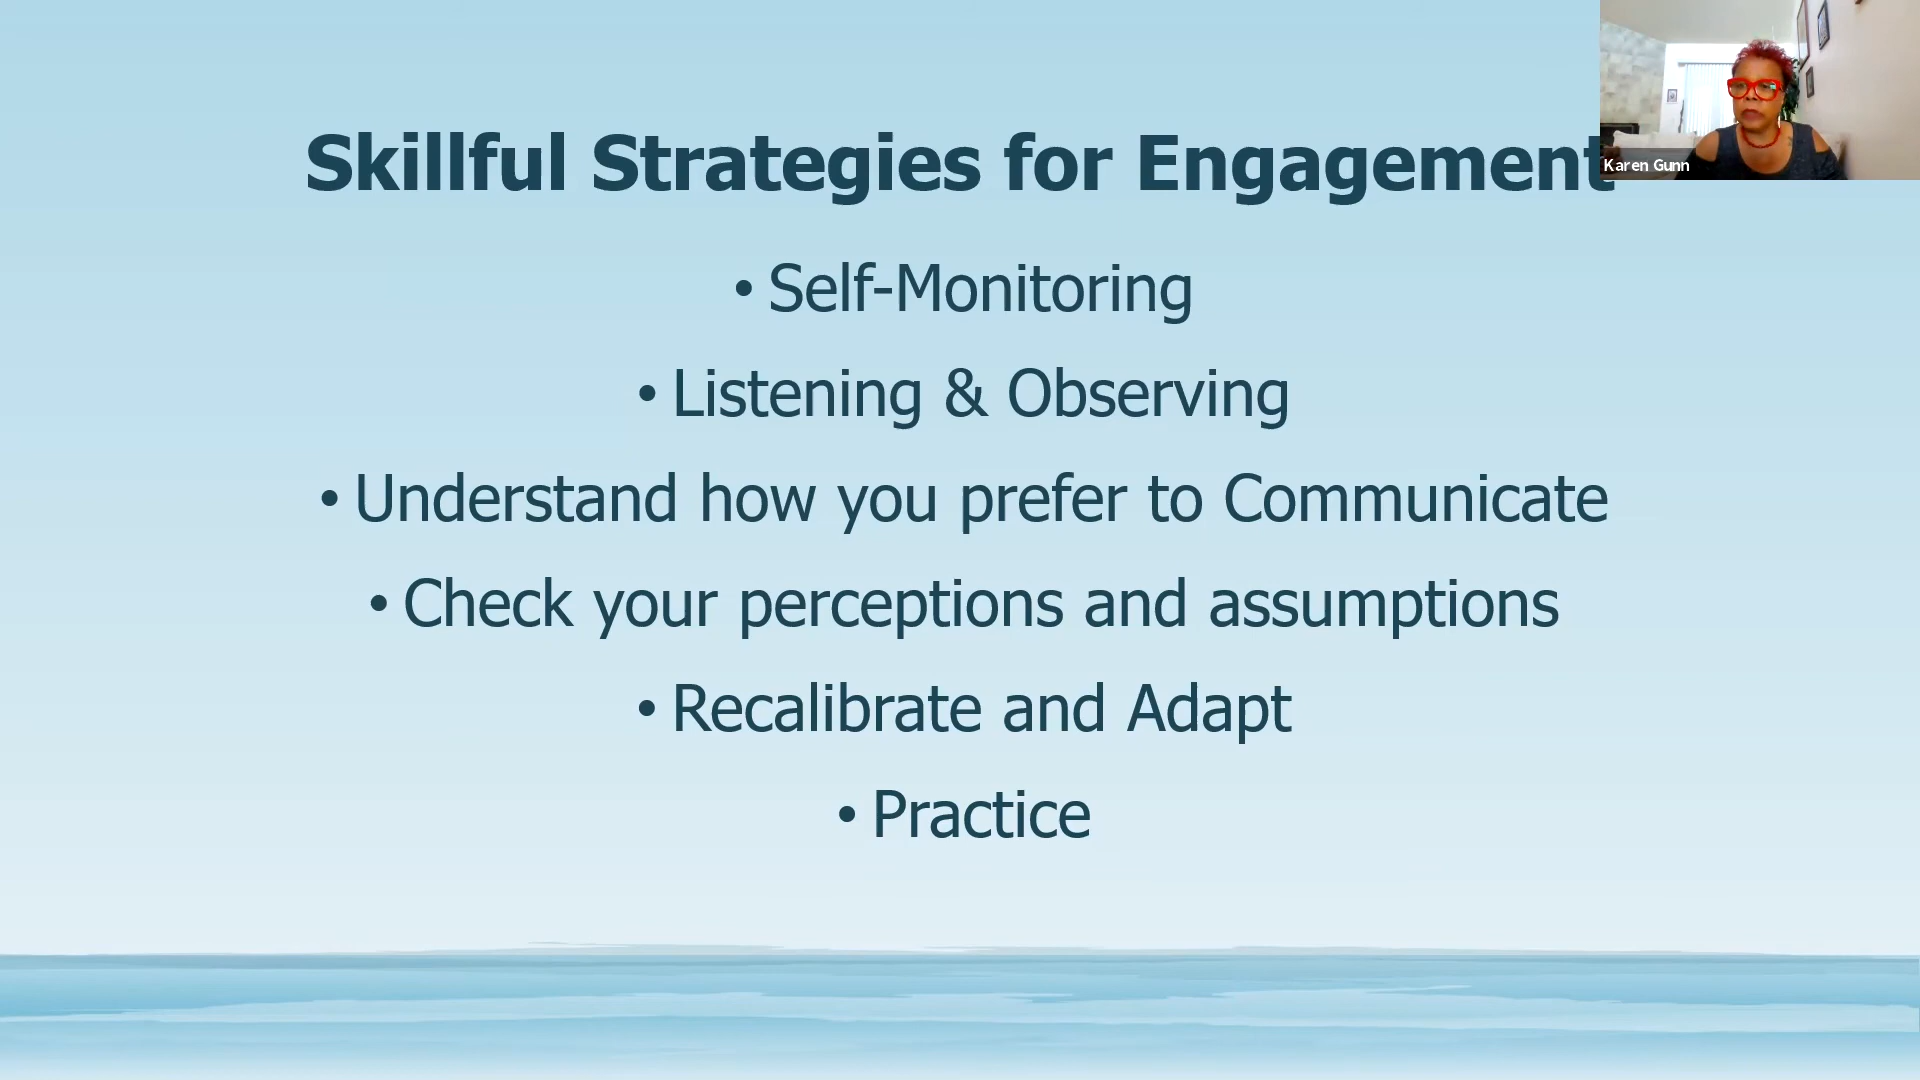 Skillful Strategies for Engagement
Karen Gunn
• Self-Monitoring
• Listening & Observing
• Understand how you prefer to Communicate
• Check your perceptions and assumptions
• Recalibrate and Adapt
• Practice